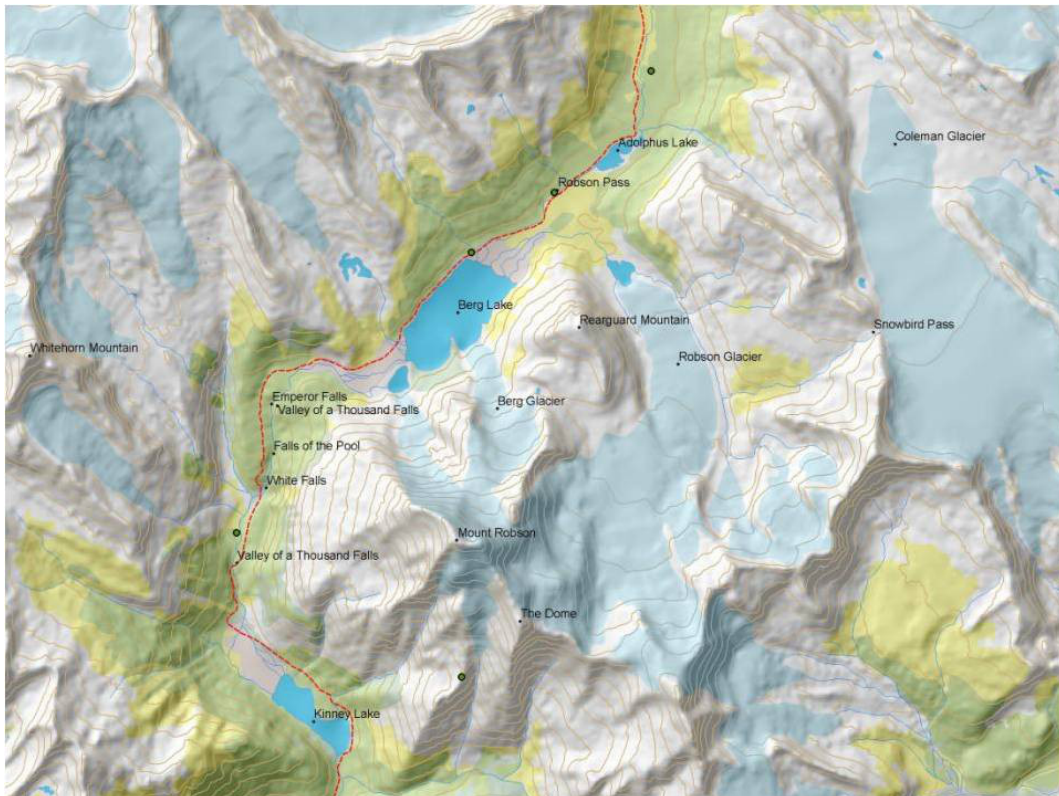 Coleman Glacier
Adolphus Lake
Robson Pass
Berg Lake
Rearguard Mountain
Snowbird Pass
Whitehorn Mountain
Robson Glacier
Emperor Falls
Berg Glacier
Valley of a Thousand Falls
Falls of the Pool
White Falls
Mount Robson
Valley of a Thousand Falls
The Dome
Kinney Lake